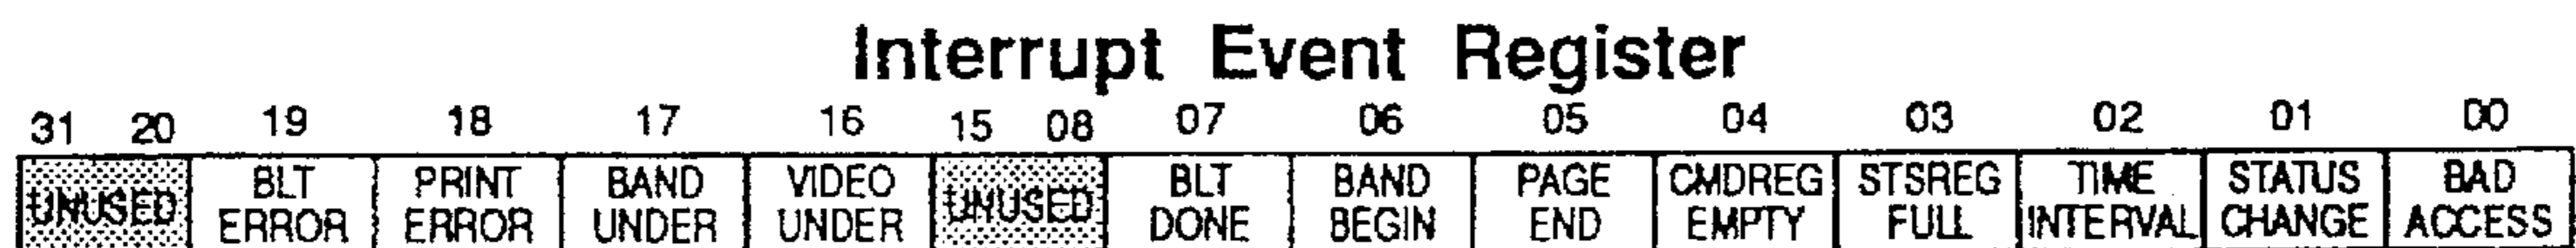 Interrupt Event Register
31 20 19 18 17 16 15 08 07 06 05 04 03 02 01 00
UNUSED BLT PRINT BAND VIDEO UNUSED BLT BAND PAGE CMDREG STSREG TIME STATUS BAD
ERROR ERROR UNDER UNDER DONE BEGIN END EMPTY FULL INTERVAL CHANGE ACCESS